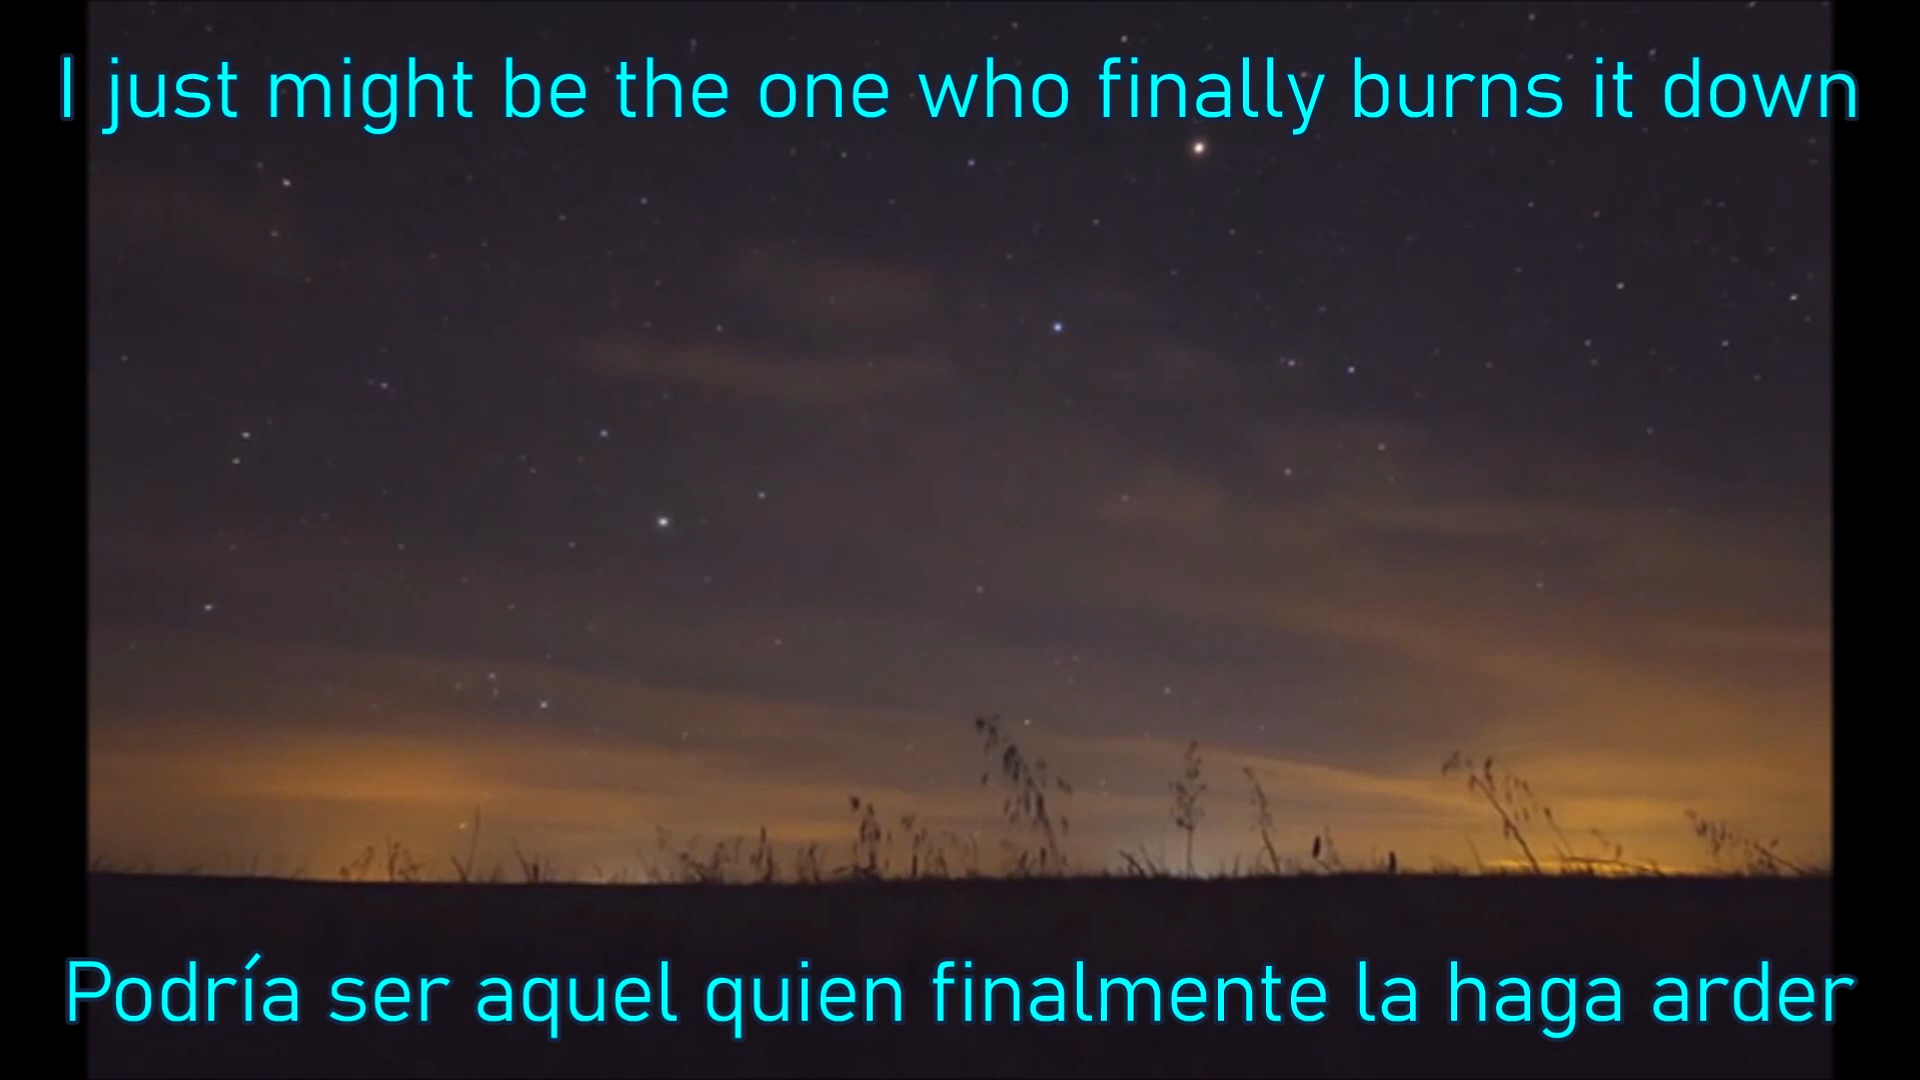 I just might be the one who finally burns it down
Podría ser aquel quien finalmente la haga arder